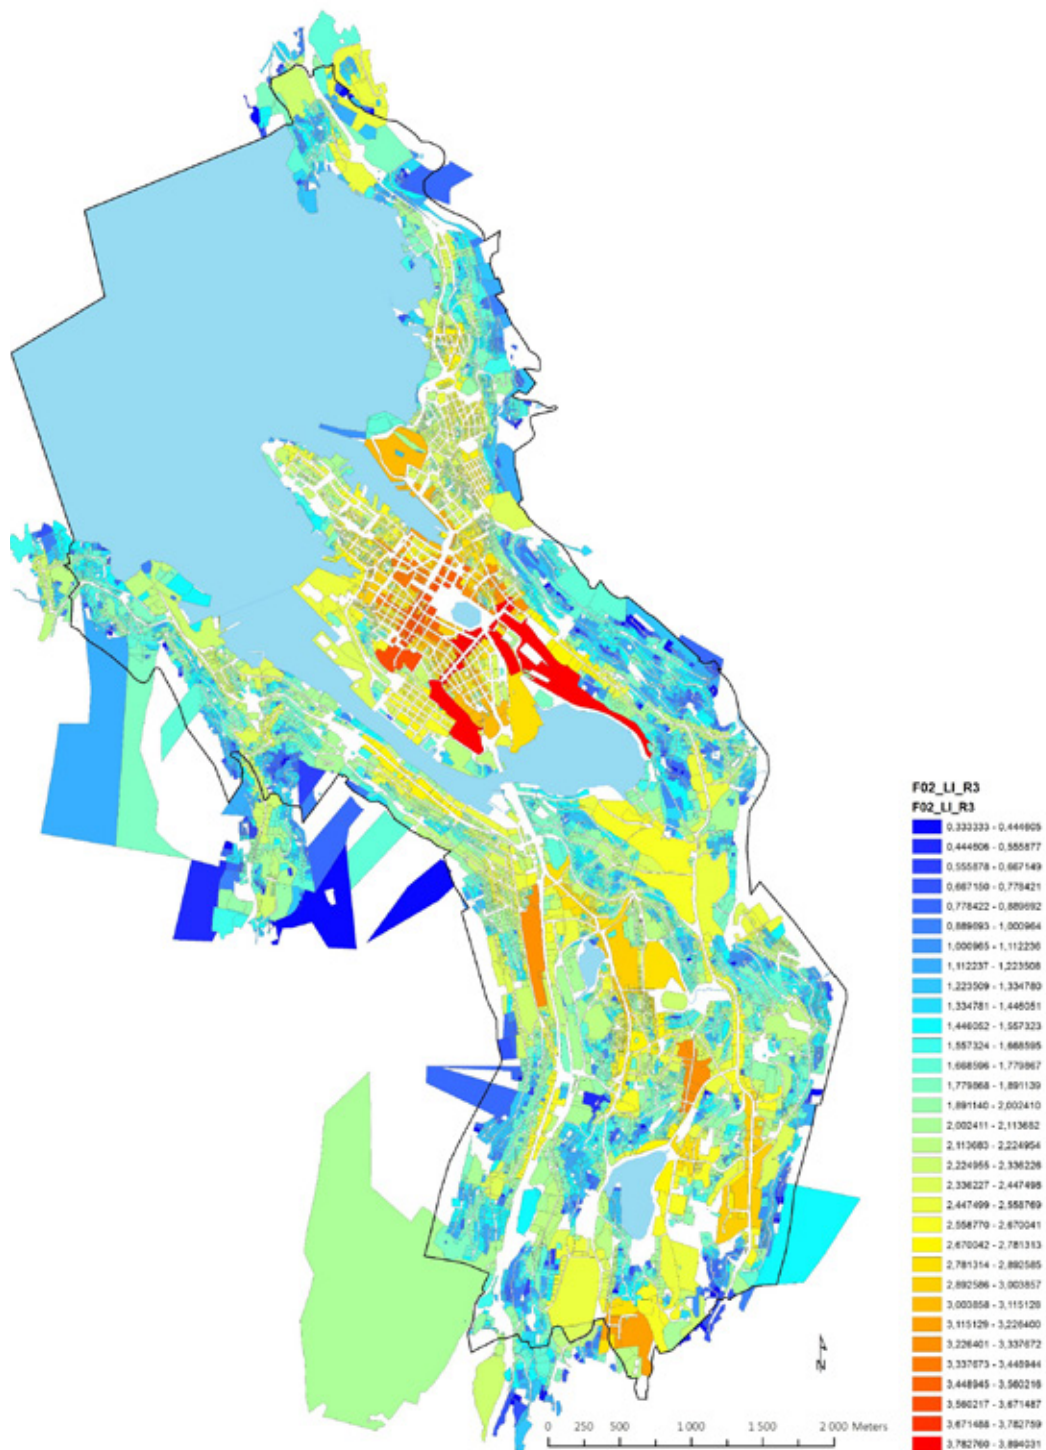 F02_LI_R3
F02_LI_R3
0,333333 - 0,444605
0,444606 - 0,555877
0,555878 - 0,667149
0,667150 - 0,778421
0,778422 - 0,889692
0,889693 - 1,000964
1,000965 - 1,112236
1,112237 - 1,223508
1,223509 - 1,334780
1,334781 - 1,446051
1,446052 - 1,557323
1,557324 - 1,668595
1,668596 - 1,779867
1,779868 - 1,891139
1,891140 - 2,002410
2,002411 - 2,113682
2,113683 - 2,224954
2,224955 - 2,336226
2,336227 - 2,447498
2,447499 - 2,558769
2,558770 - 2,670041
2,670042 - 2,781313
2,781314 - 2,892585
2,892586 - 3,003857
3,003858 - 3,115128
3,115129 - 3,226400
3,226401 - 3,337672
3,337673 - 3,448944
3,448945 - 3,560216
3,560217 - 3,671487
3,671488 - 3,782759
3,782760 - 3,894031
N
0 250 500 1 000 1 500 2 000 Meters